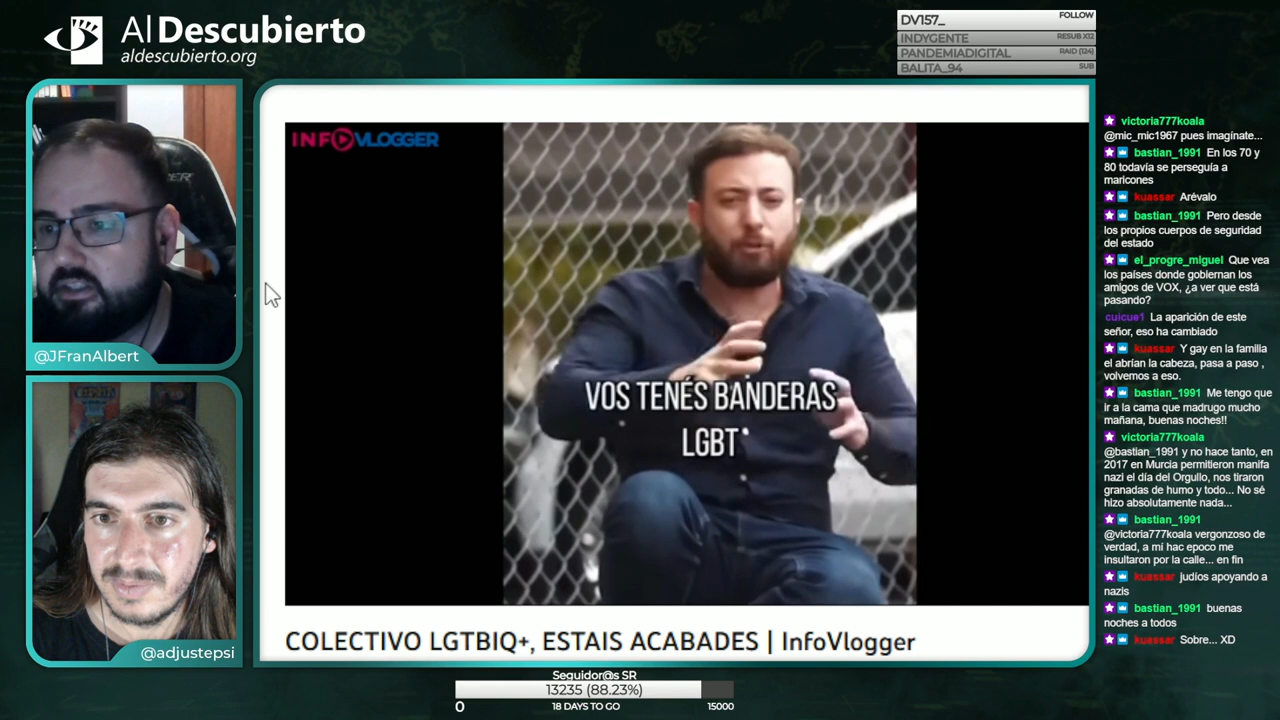 Al Descubierto
aldescubierto.org
DV157_ FOLLOW
INDYGENTE RESUB X12
PANDEMIADIGITAL RAID (124)
BALITA_94 SUB
@JFranAlbert
@adjustepsi
INFOVLOGGER
VOS TENÉS BANDERAS
LGBT
COLECTIVO LGTBIQ+, ESTAIS ACABADES | InfoVlogger
Seguidor@s SR
13235 (88.23%)
0 18 DAYS TO GO 15000
victoria777koala
@mic_mic1967 pues imagínate...
bastian_1991 En los 70 y
80 todavía se perseguía a
maricones
kuassar Arévalo
bastian_1991 Pero desde
los propios cuerpos de seguridad
del estado
el_progre_miguel Que vea
los países donde gobiernan los
amigos de VOX, ¿a ver que está
pasando?
cuicue1 La aparición de este
señor, eso ha cambiado
kuassar Y gay en la familia
el abrían la cabeza, pasa a paso ,
volvemos a eso.
bastian_1991 Me tengo que
ir a la cama que madrugo mucho
mañana, buenas noches!!
victoria777koala
@bastian_1991 y no hace tanto, en
2017 en Murcia permitieron manifa
nazi el día del Orgullo, nos tiraron
granadas de humo y todo... No sé
hizo absolutamente nada...
bastian_1991
@victoria777koala vergonzoso de
verdad, a mí hac epoco me
insultaron por la calle... en fin
kuassar judíos apoyando a
nazis
bastian_1991 buenas
noches a todos
kuassar Sobre... XD